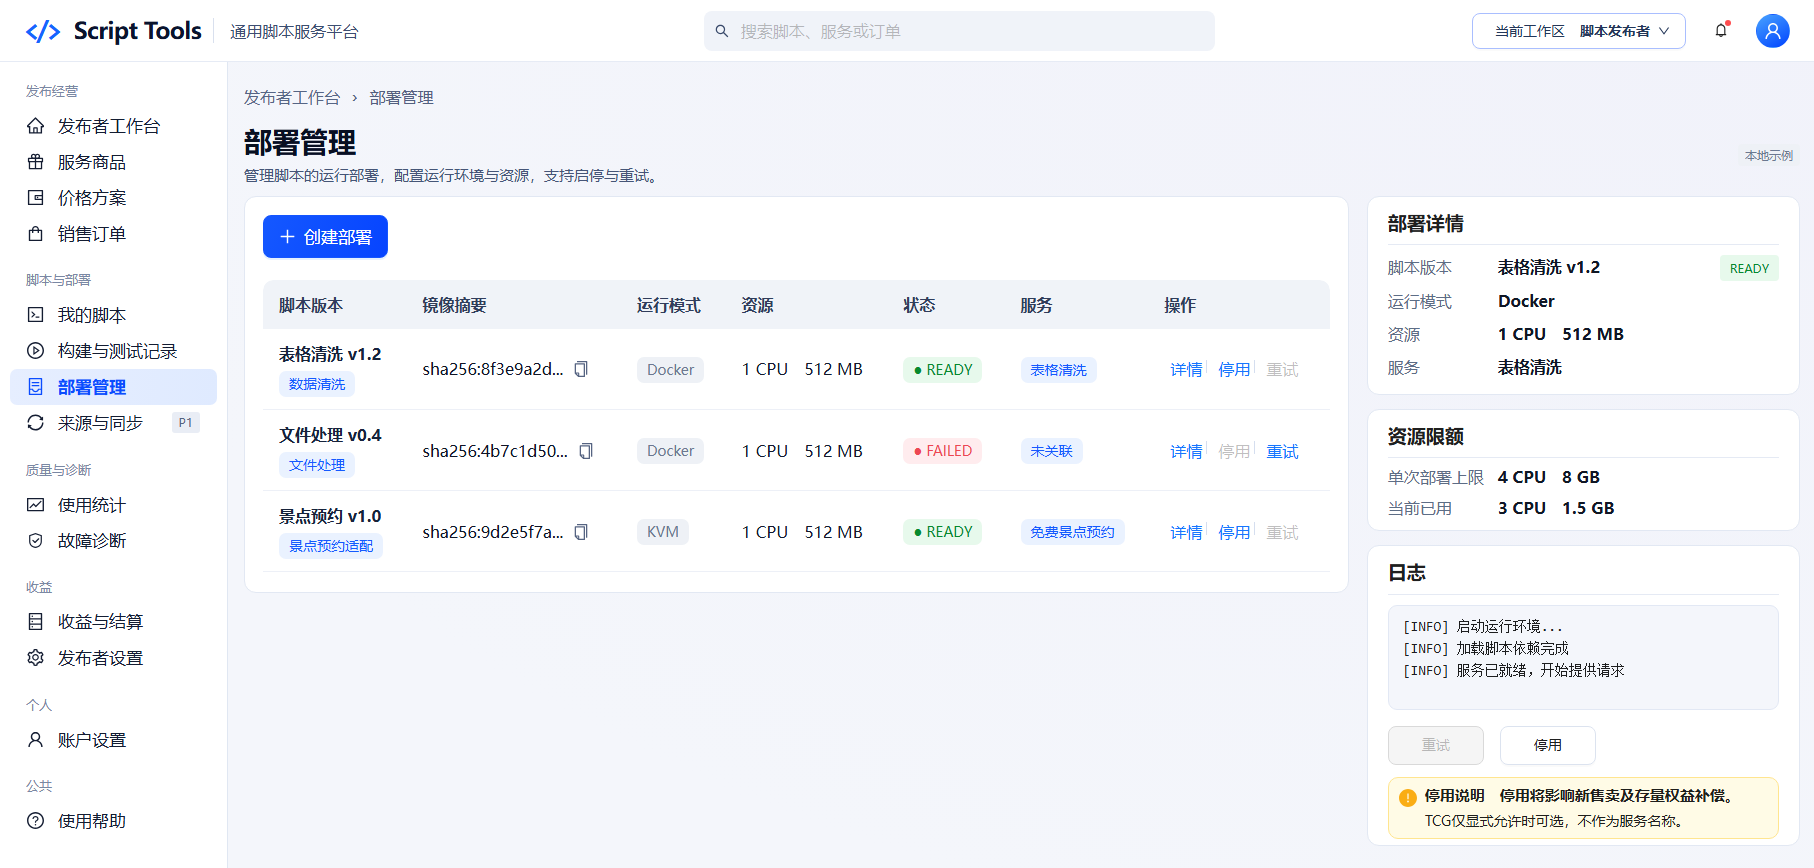 Script Tools
通用脚本服务平台
搜索脚本、服务或订单
当前工作区 脚本发布者
发布经营
发布者工作台
服务商品
价格方案
销售订单
脚本与部署
我的脚本
构建与测试记录
部署管理
来源与同步 P1
质量与诊断
使用统计
故障诊断
收益
收益与结算
发布者设置
个人
账户设置
公共
使用帮助
发布者工作台 › 部署管理
部署管理
管理脚本的运行部署，配置运行环境与资源，支持启停与重试。
本地示例
+ 创建部署
脚本版本 镜像摘要 运行模式 资源 状态 服务 操作
表格清洗 v1.2
数据清洗
sha256:8f3e9a2d... Docker 1 CPU 512 MB READY 表格清洗 详情 停用 重试
文件处理 v0.4
文件处理
sha256:4b7c1d50... Docker 1 CPU 512 MB FAILED 未关联 详情 停用 重试
景点预约 v1.0
景点预约适配
sha256:9d2e5f7a... KVM 1 CPU 512 MB READY 免费景点预约 详情 停用 重试
部署详情
脚本版本 表格清洗 v1.2 READY
运行模式 Docker
资源 1 CPU 512 MB
服务 表格清洗
资源限额
单次部署上限 4 CPU 8 GB
当前已用 3 CPU 1.5 GB
日志
[INFO] 启动运行环境...
[INFO] 加载脚本依赖完成
[INFO] 服务已就绪，开始提供请求
重试 停用
停用说明 停用将影响新售卖及存量权益补偿。
TCG仅显式允许时可选，不作为服务名称。